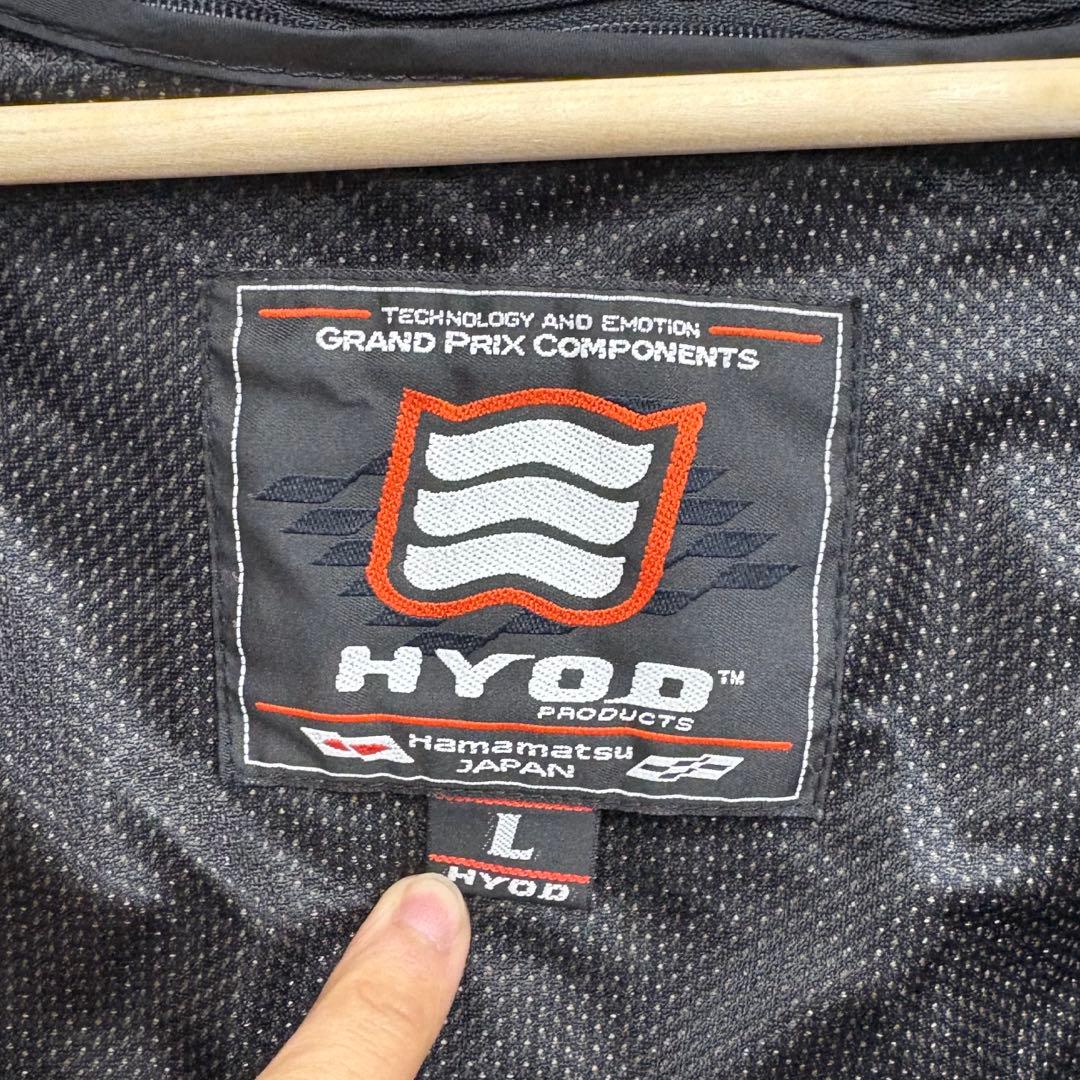 TECHNOLOGY AND EMOTION
GRAND PRIX COMPONENTS
HYOD™
PRODUCTS
Hamamatsu
JAPAN
L
HYOD